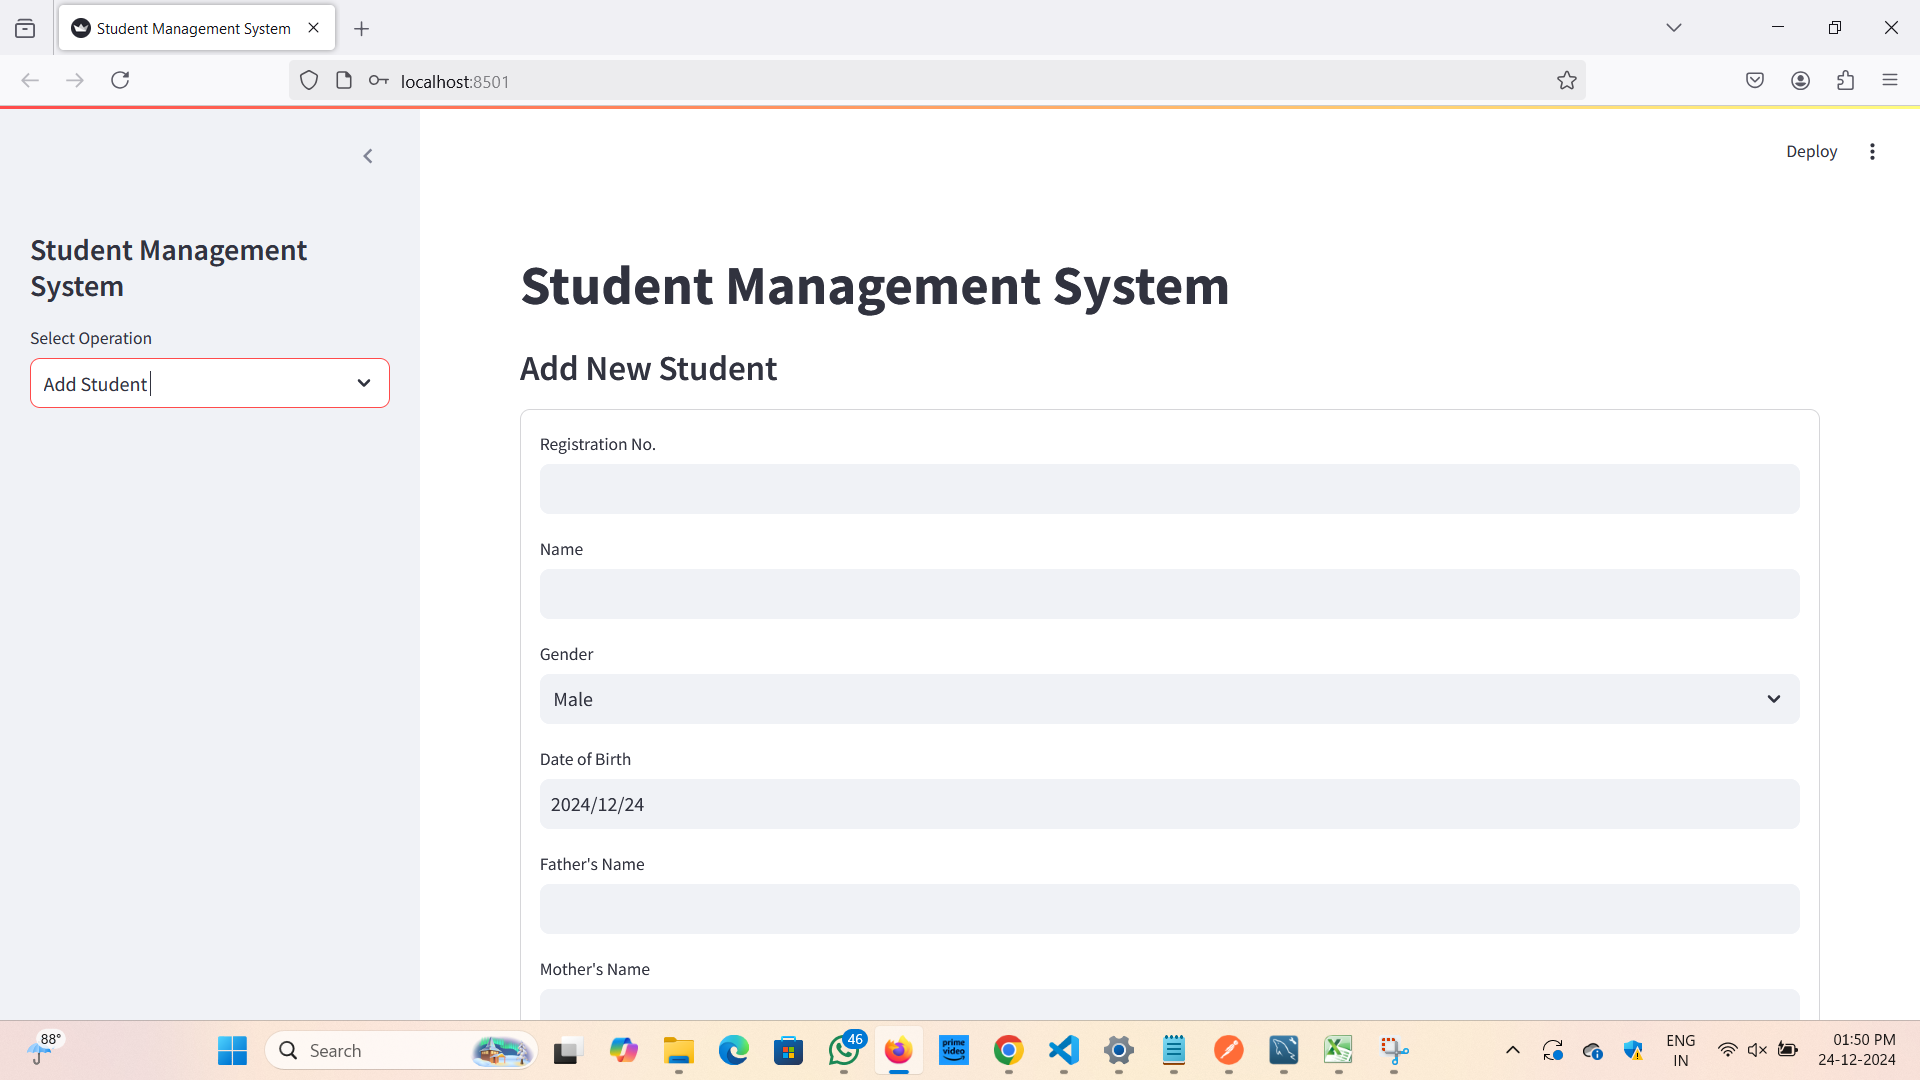 Student Management System
localhost:8501
Deploy
Student Management
System
Select Operation
Add Student
Student Management System
Add New Student
Registration No.
Name
Gender
Male
Date of Birth
2024/12/24
Father's Name
Mother's Name
88°
Search
46
prime
video
ENG
IN
01:50 PM
24-12-2024